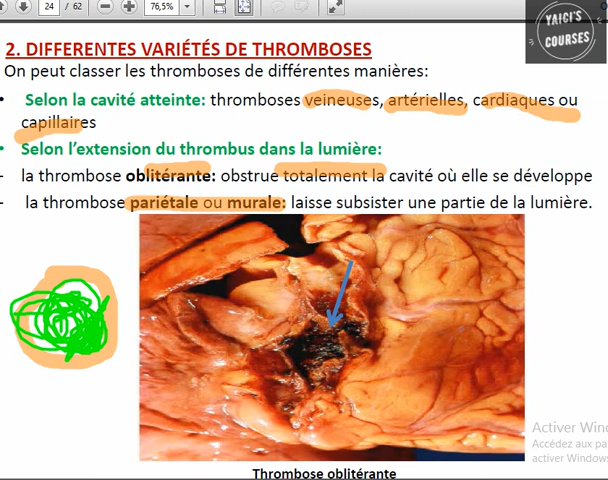 24 / 62
76,5%
YAICI'S
COURSES
2. DIFFERENTES VARIÉTÉS DE THROMBOSES
On peut classer les thromboses de différentes manières:
• Selon la cavité atteinte: thromboses veineuses, artérielles, cardiaques ou
capillaires
• Selon l'extension du thrombus dans la lumière:
- la thrombose oblitérante: obstrue totalement la cavité où elle se développe
- la thrombose pariétale ou murale: laisse subsister une partie de la lumière.
Activer Wind
Accédez aux pa
activer Windows
Thrombose oblitérante